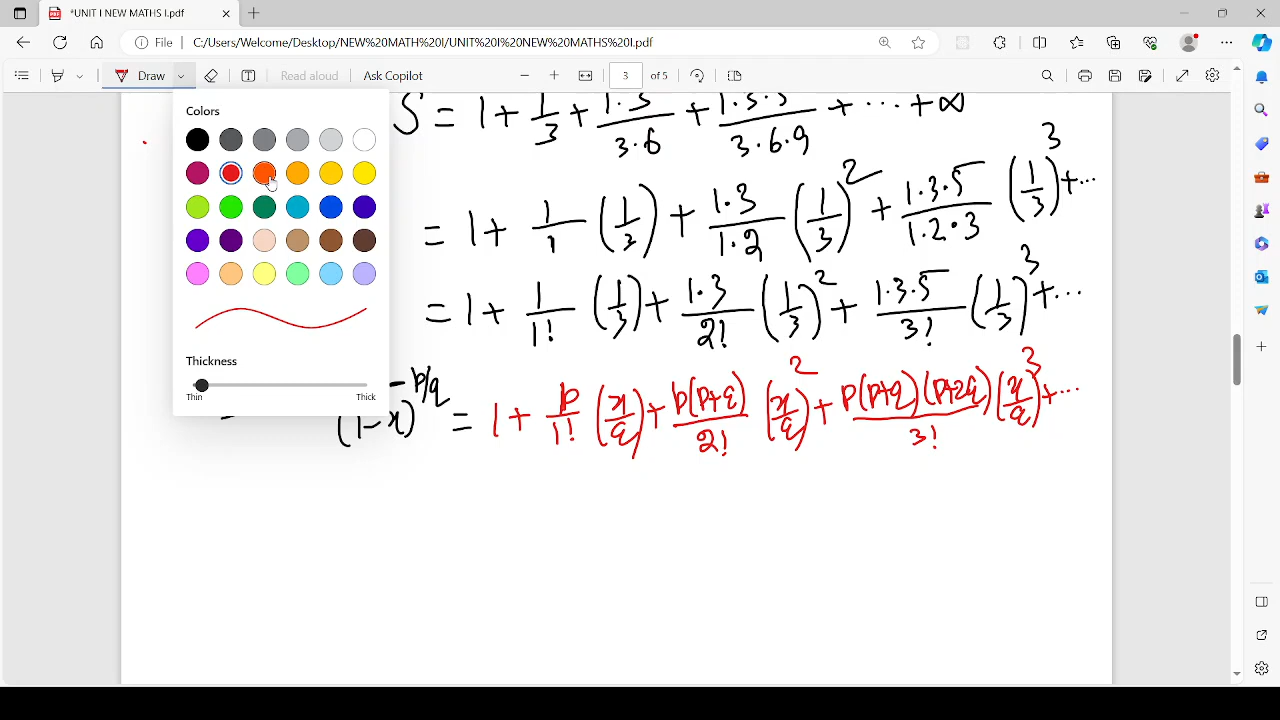 *UNIT I NEW MATHS I.pdf
File C:/Users/Welcome/Desktop/NEW%20MATH%20I/UNIT%20I%20NEW%20MATHS%20I.pdf
Draw Read aloud Ask Copilot 3 of 5
Colors
Thickness
Thin Thick
S = 1 + 1/3 + 1·3/3·6 + 1·3·5/3·6·9 + ... + ∞
= 1 + 1/1 (1/3) + 1·3/1·2 (1/3)² + 1·3·5/1·2·3 (1/3)³ + ...
= 1 + 1/1! (1/3) + 1·3/2! (1/3)² + 1·3·5/3! (1/3)³ + ...
(1-x)^-p/q = 1 + p/1! (x/q) + p(p+q)/2! (x/q)² + p(p+q)(p+2q)/3! (x/q)³ + ...